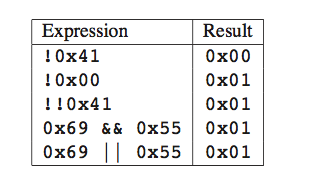 Expression Result
!0x41 0x00
!0x00 0x01
!!0x41 0x01
0x69 && 0x55 0x01
0x69 || 0x55 0x01